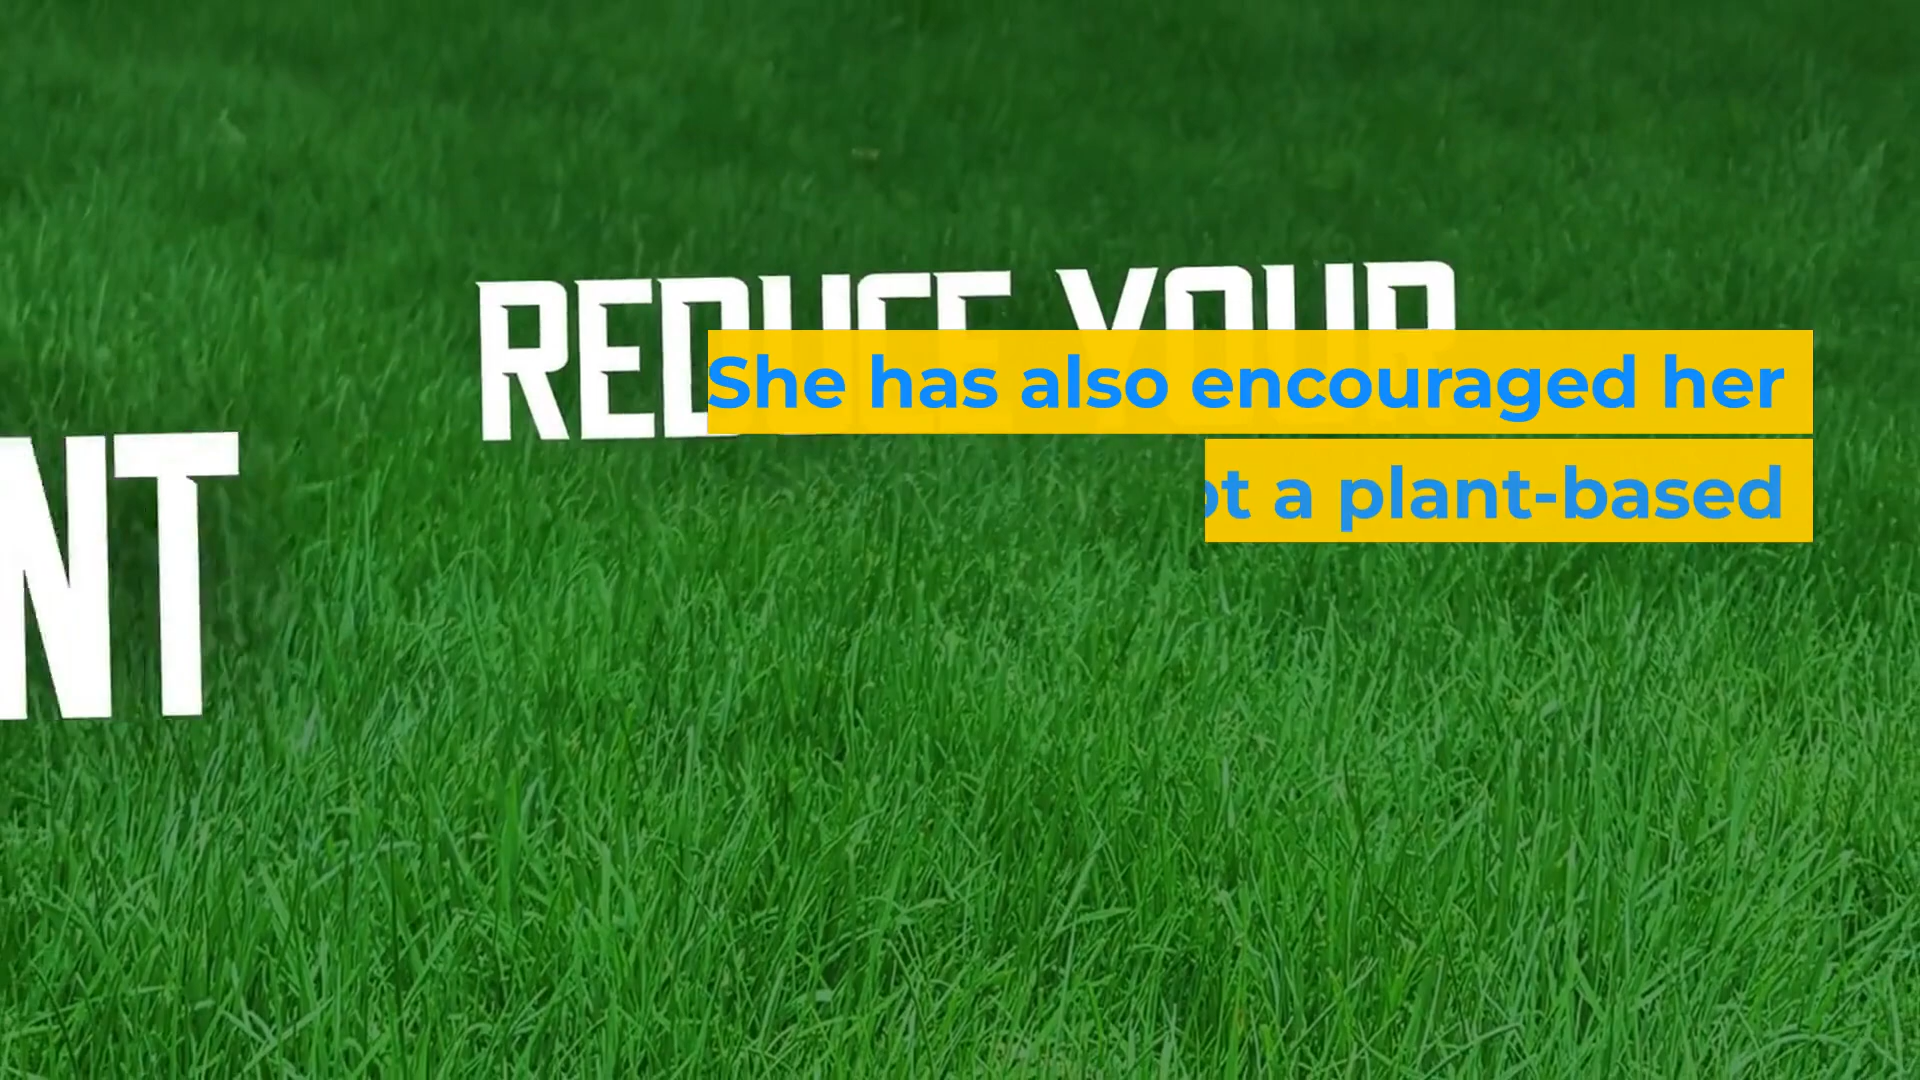 REDUCE YOUR
She has also encouraged her
a plant-based
NT